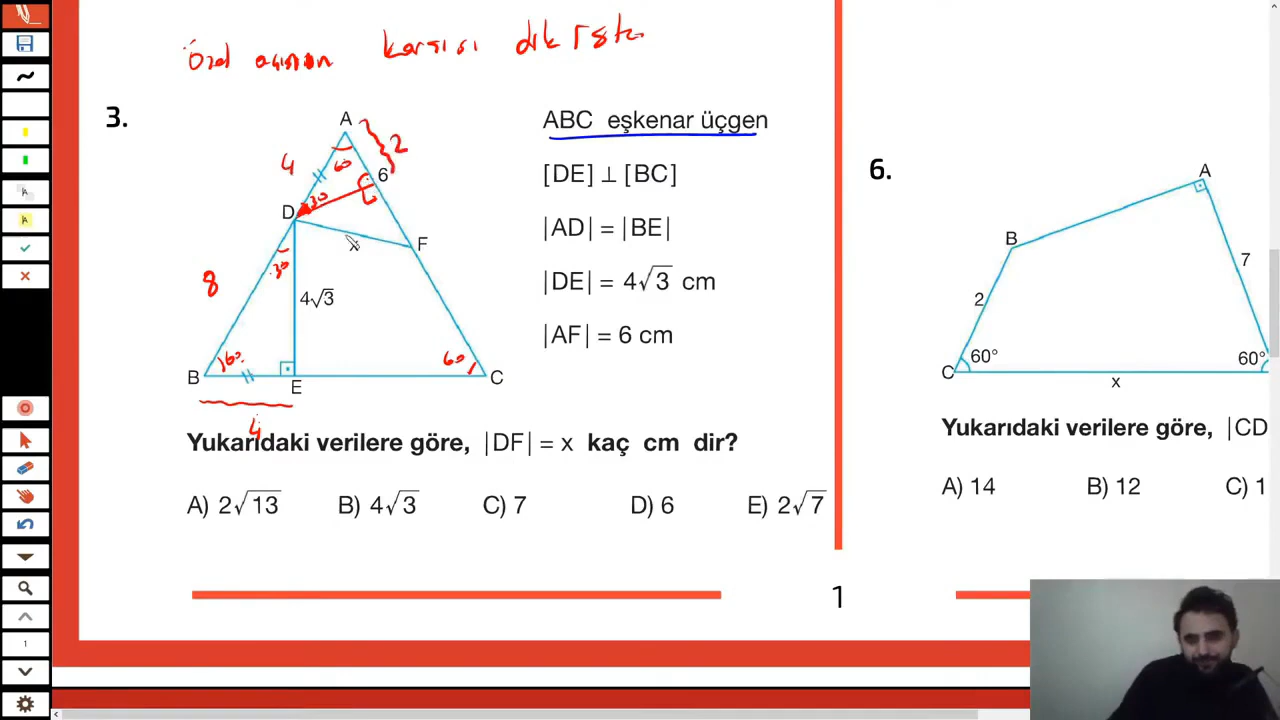 Özel açının karşısı dik ister
3.
A
4
60
2
6
30
D
F
x
30
8
4√3
60
60
B
E
C
4
ABC eşkenar üçgen
[DE] ⊥ [BC]
|AD| = |BE|
|DE| = 4√3 cm
|AF| = 6 cm
Yukarıdaki verilere göre, |DF| = x kaç cm dir?
A) 2√13 B) 4√3 C) 7 D) 6 E) 2√7
6.
A
B
7
2
60°
60°
C
x
Yukarıdaki verilere göre, |CD
A) 14 B) 12 C) 1
1
1